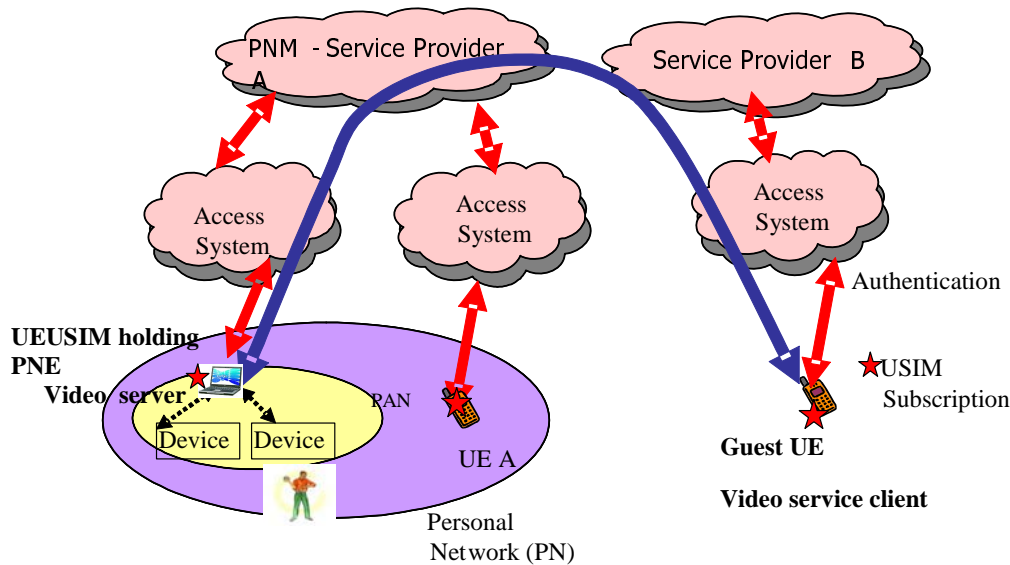 PNM - Service Provider
A
Service Provider B
Access
System
Access
System
Access
System
Authentication
UEUSIM holding
PNE
Video server
PAN
Device
Device
UE A
USIM
Subscription
Guest UE
Video service client
Personal
Network (PN)